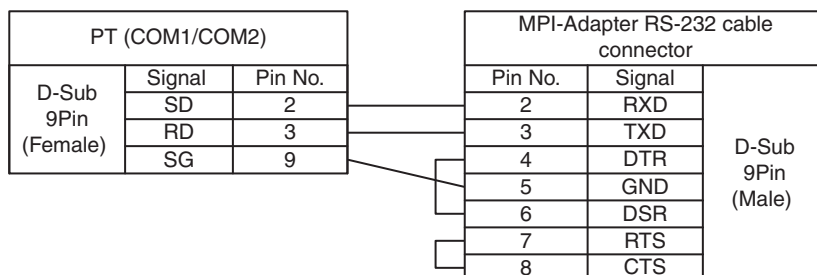 PT (COM1/COM2)
D-Sub
9Pin
(Female)
Signal Pin No.
SD 2
RD 3
SG 9
MPI-Adapter RS-232 cable
connector
Pin No. Signal
2 RXD
3 TXD
4 DTR
5 GND
6 DSR
7 RTS
8 CTS
D-Sub
9Pin
(Male)